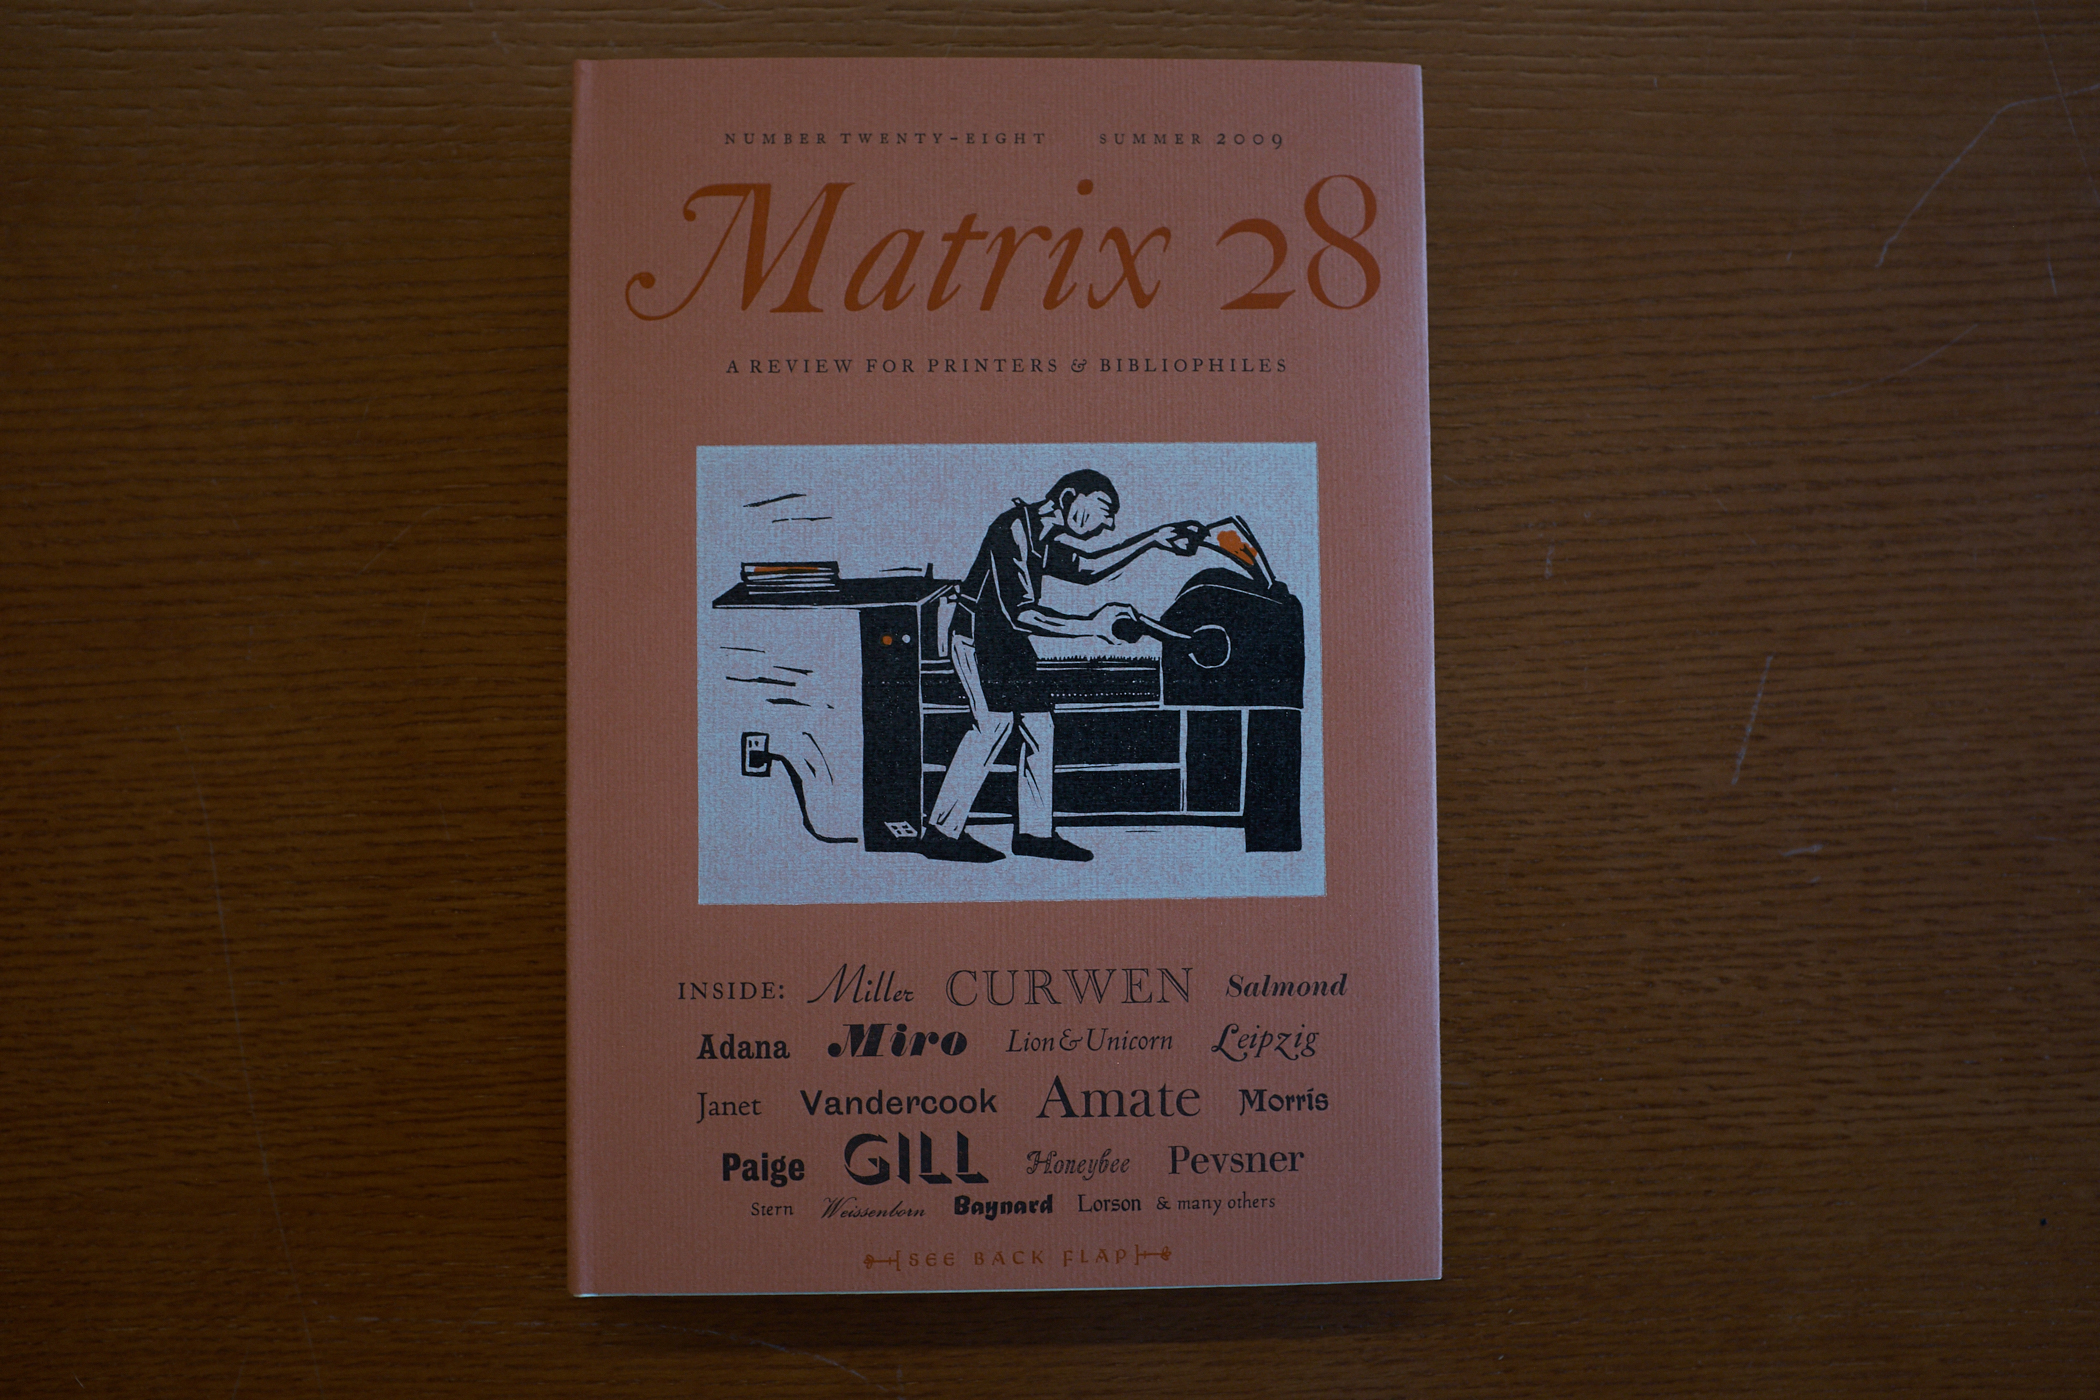 NUMBER TWENTY-EIGHT SUMMER 2009
Matrix 28
A REVIEW FOR PRINTERS & BIBLIOPHILES
INSIDE: Miller CURWEN Salmond
Adana Miro Lion & Unicorn Leipzig
Janet Vandercook Amate Morris
Paige GILL Honeybee Pevsner
Stern Weissenborn Baynard Lorson & many others
[SEE BACK FLAP]